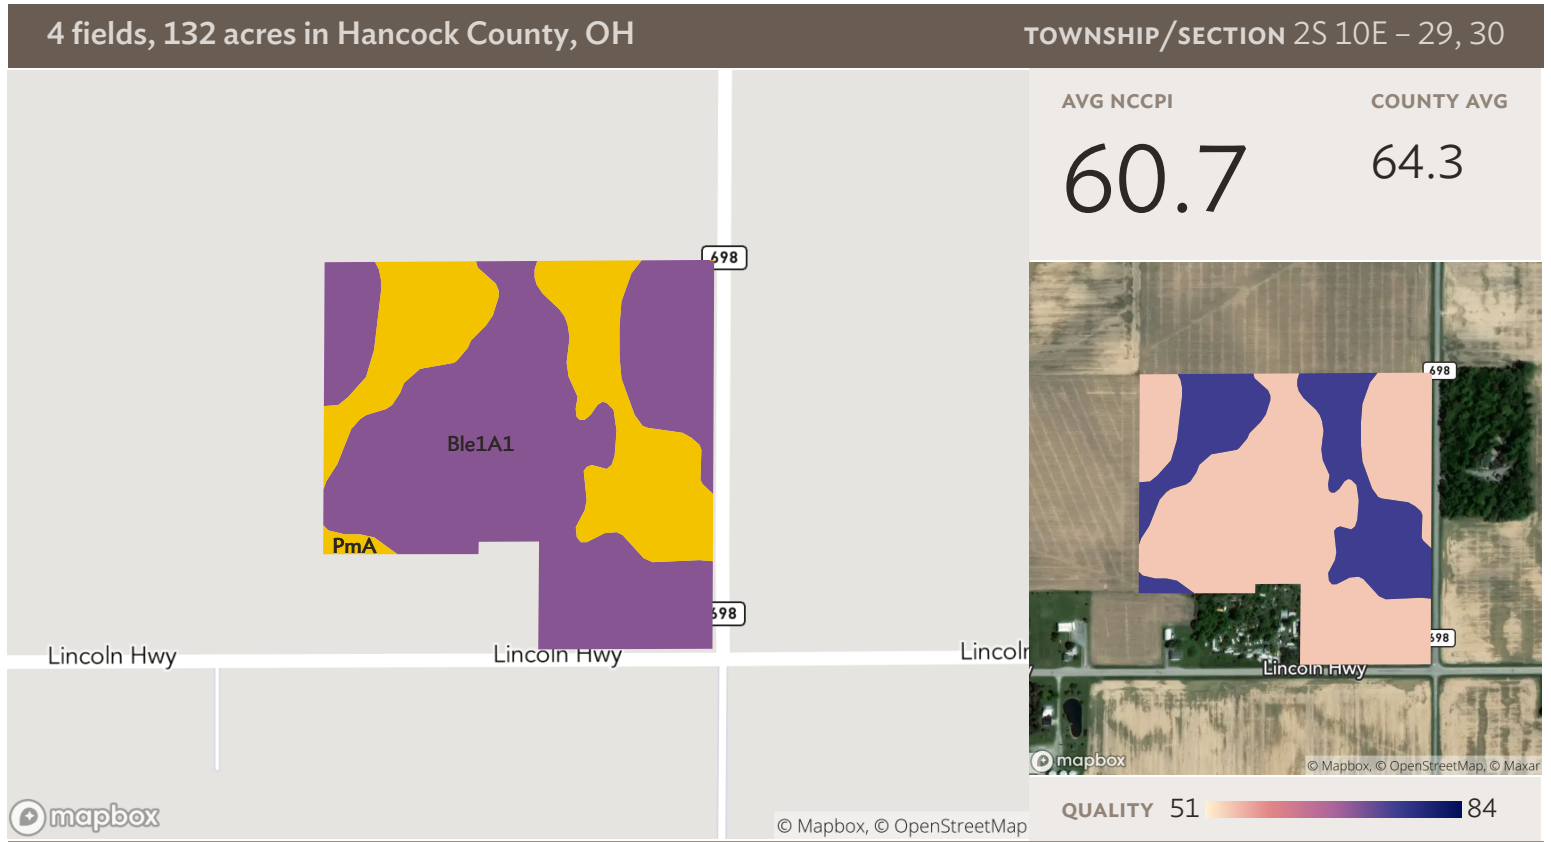 4 fields, 132 acres in Hancock County, OH
TOWNSHIP/SECTION 2S 10E – 29, 30
AVG NCCPI
COUNTY AVG
60.7
64.3
698
Ble1A1
PmA
698
Lincoln Hwy
Lincoln Hwy
Lincoln
mapbox
© Mapbox, © OpenStreetMap
698
698
Lincoln Hwy
mapbox
© Mapbox, © OpenStreetMap, © Maxar
QUALITY 51 84